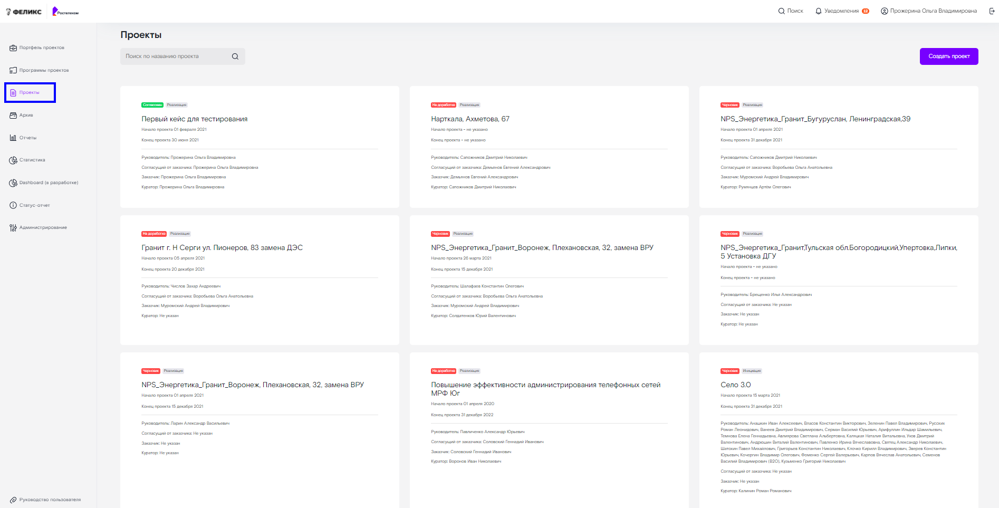 ФЕЛИКС
Ростелеком
Поиск
Уведомления 12
Прожерина Ольга Владимировна
Портфель проектов
Программы проектов
Проекты
Архив
Отчеты
Статистика
Dashboard (в разработке)
Статус-отчет
Администрирование
Руководство пользователя
Проекты
Поиск по названию проекта
Создать проект
Согласован Реализация
Первый кейс для тестирования
Начало проекта 01 февраля 2021
Конец проекта 30 июня 2021
Руководитель: Прожерина Ольга Владимировна
Согласущий от заказчика: Прожерина Ольга Владимировна
Заказчик: Прожерина Ольга Владимировна
Куратор: Прожерина Ольга Владимировна
На доработке Реализация
Нарткала, Ахметова, 67
Начало проекта - не указано
Конец проекта - не указано
Руководитель: Сапожников Дмитрий Николаевич
Согласущий от заказчика: Демьянов Евгений Александрович
Заказчик: Демьянов Евгений Александрович
Куратор: Сапожников Дмитрий Николаевич
Черновик Реализация
NPS_Энергетика_Гранит_Бугуруслан, Ленинградская,39
Начало проекта 01 апреля 2021
Конец проекта 31 декабря 2021
Руководитель: Сапожников Дмитрий Николаевич
Согласущий от заказчика: Воробьева Ольга Анатольевна
Заказчик: Муромский Андрей Владимирович
Куратор: Румянцев Артем Олегович
На доработке Реализация
Гранит г. Н Серги ул. Пионеров, 83 замена ДЭС
Начало проекта 05 апреля 2021
Конец проекта 20 декабря 2021
Руководитель: Числов Захар Андреевич
Согласущий от заказчика: Воробьева Ольга Анатольевна
Заказчик: Муромский Андрей Владимирович
Куратор: Не указан
Черновик Реализация
NPS_Энергетика_Гранит_Воронеж, Плехановская, 32, замена ВРУ
Начало проекта 26 марта 2021
Конец проекта 15 декабря 2021
Руководитель: Шалафаев Константин Олегович
Согласущий от заказчика: Воробьева Ольга Анатольевна
Заказчик: Муромский Андрей Владимирович
Куратор: Солдатенков Юрий Валентинович
Черновик Реализация
NPS_Энергетика_Гранит,Тульская обл.Богородицкий,Упертовка,Липки,
5 Установка ДГУ
Начало проекта - не указано
Конец проекта - не указано
Руководитель: Брещенко Илья Александрович
Согласущий от заказчика: Не указан
Заказчик: Не указан
Куратор: Не указан
Черновик Реализация
NPS_Энергетика_Гранит_Воронеж, Плехановская, 32, замена ВРУ
Начало проекта 01 апреля 2021
Конец проекта 15 декабря 2021
Руководитель: Ларин Александр Васильевич
Согласущий от заказчика: Не указан
Заказчик: Не указан
Куратор: Не указан
На доработке Реализация
Повышение эффективности администрирования телефонных сетей
МРФ Юг
Начало проекта 01 апреля 2020
Конец проекта 31 декабря 2022
Руководитель: Павличенко Александр Юрьевич
Согласущий от заказчика: Соловский Геннадий Иванович
Заказчик: Соловский Геннадий Иванович
Куратор: Воронов Иван Николаевич
Черновик Инициация
Село 3.0
Начало проекта 15 марта 2021
Конец проекта 31 декабря 2021
Руководитель: Анашкин Иван Алексеевич, Власов Константин Викторович, Зеленин Павел Владимирович, Русских
Роман Леонидович, Ванеев Дмитрий Владимирович, Серман Василий Юрьевич, Арифуллин Ильдар Шамильевич,
Темнова Елена Геннадьевна, Авлиярова Светлана Альбертовна, Каляцкая Наталия Витальевна, Ухов Дмитрий
Валентинович, Андрюшин Виталий Валентинович, Павленко Ирина Вячеславовна, Святец Александр Николаевич,
Шатохин Павел Михайлович, Григорьев Константин Николаевич, Клочко Кирилл Владимирович, Зверев Константин
Юрьевич, Кочергин Владимир Олегович, Фоменко Сергей Валерьевич, Карпов Вячеслав Анатольевич, Семенов
Василий Владимирович (B2O), Кузьменко Григорий Николаевич
Согласущий от заказчика: Не указан
Заказчик: Не указан
Куратор: Калинин Роман Романович